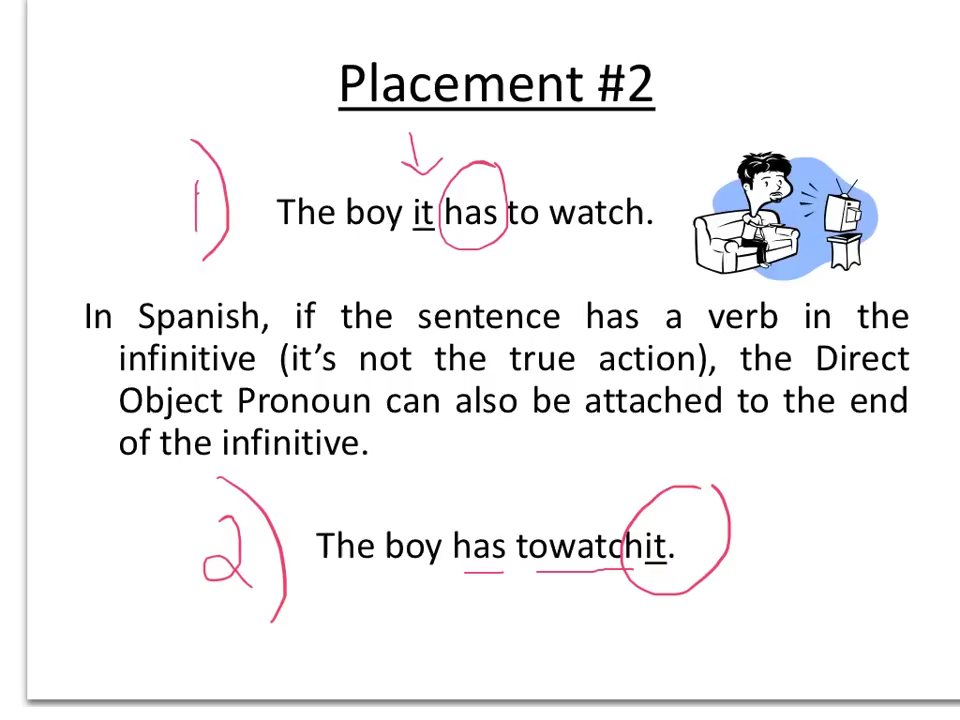 Placement #2
1)
The boy it has to watch.
In Spanish, if the sentence has a verb in the
infinitive (it's not the true action), the Direct
Object Pronoun can also be attached to the end
of the infinitive.
2)
The boy has towatchit.